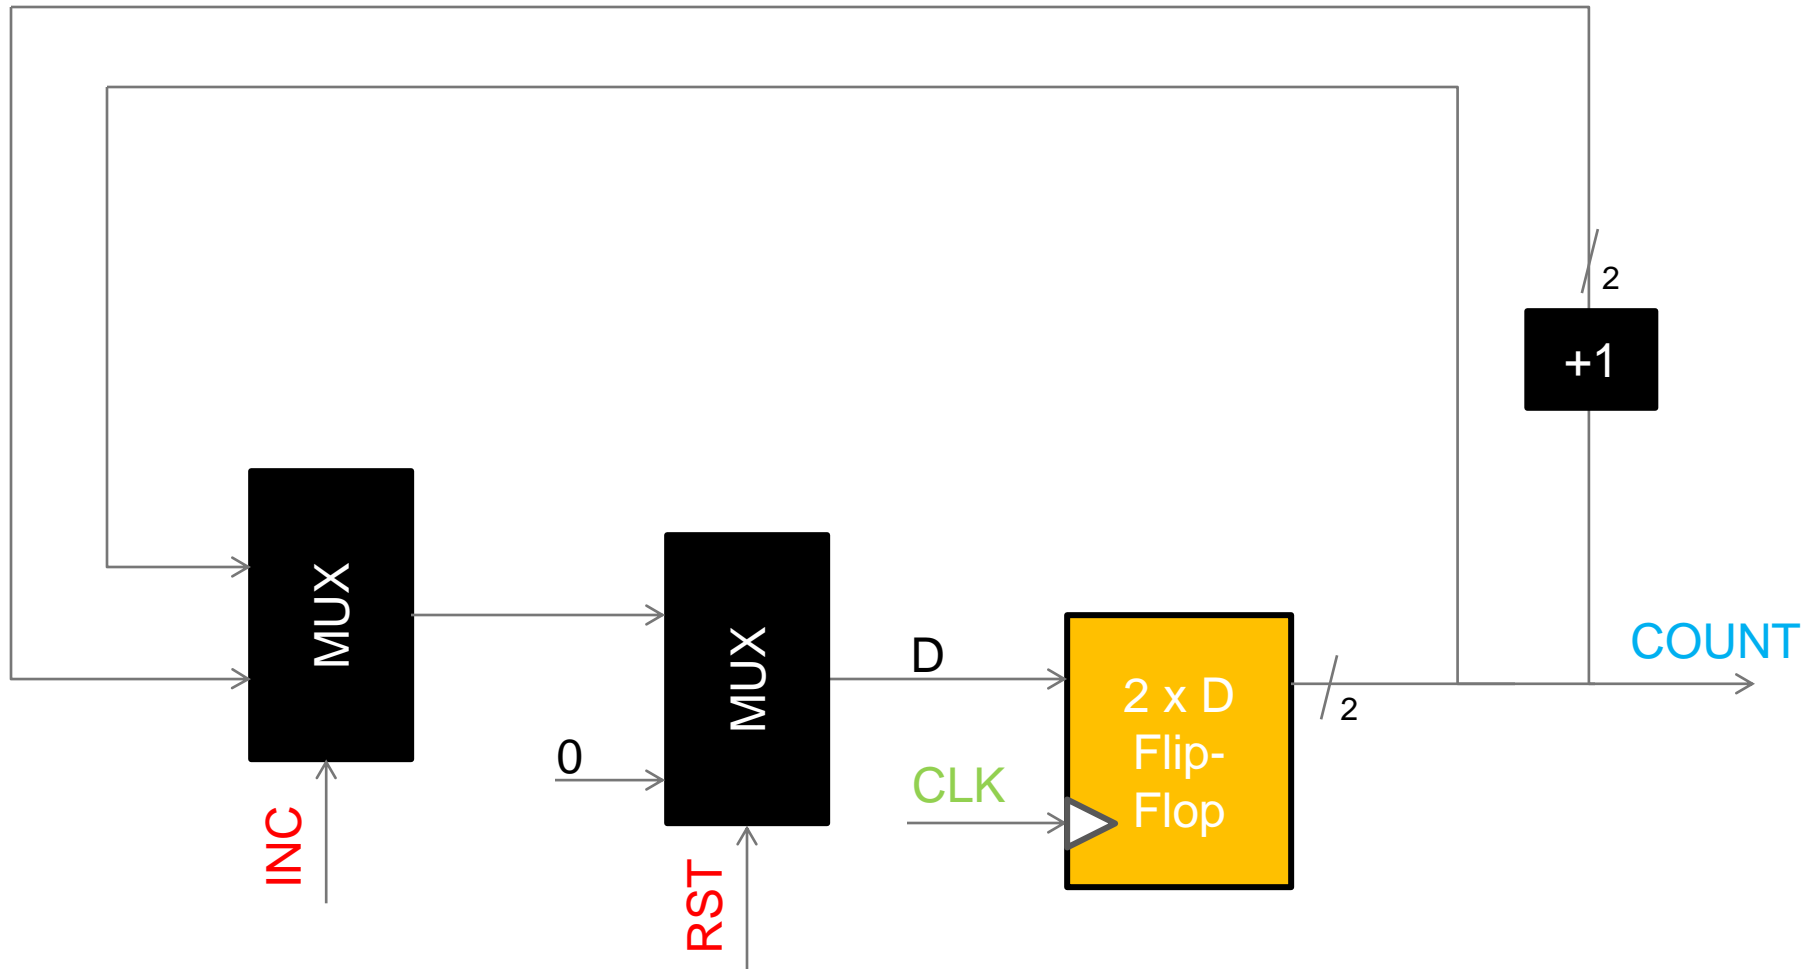 2
+1
MUX
MUX
D
COUNT
2 x D
Flip-
Flop
2
0
CLK
INC
RST